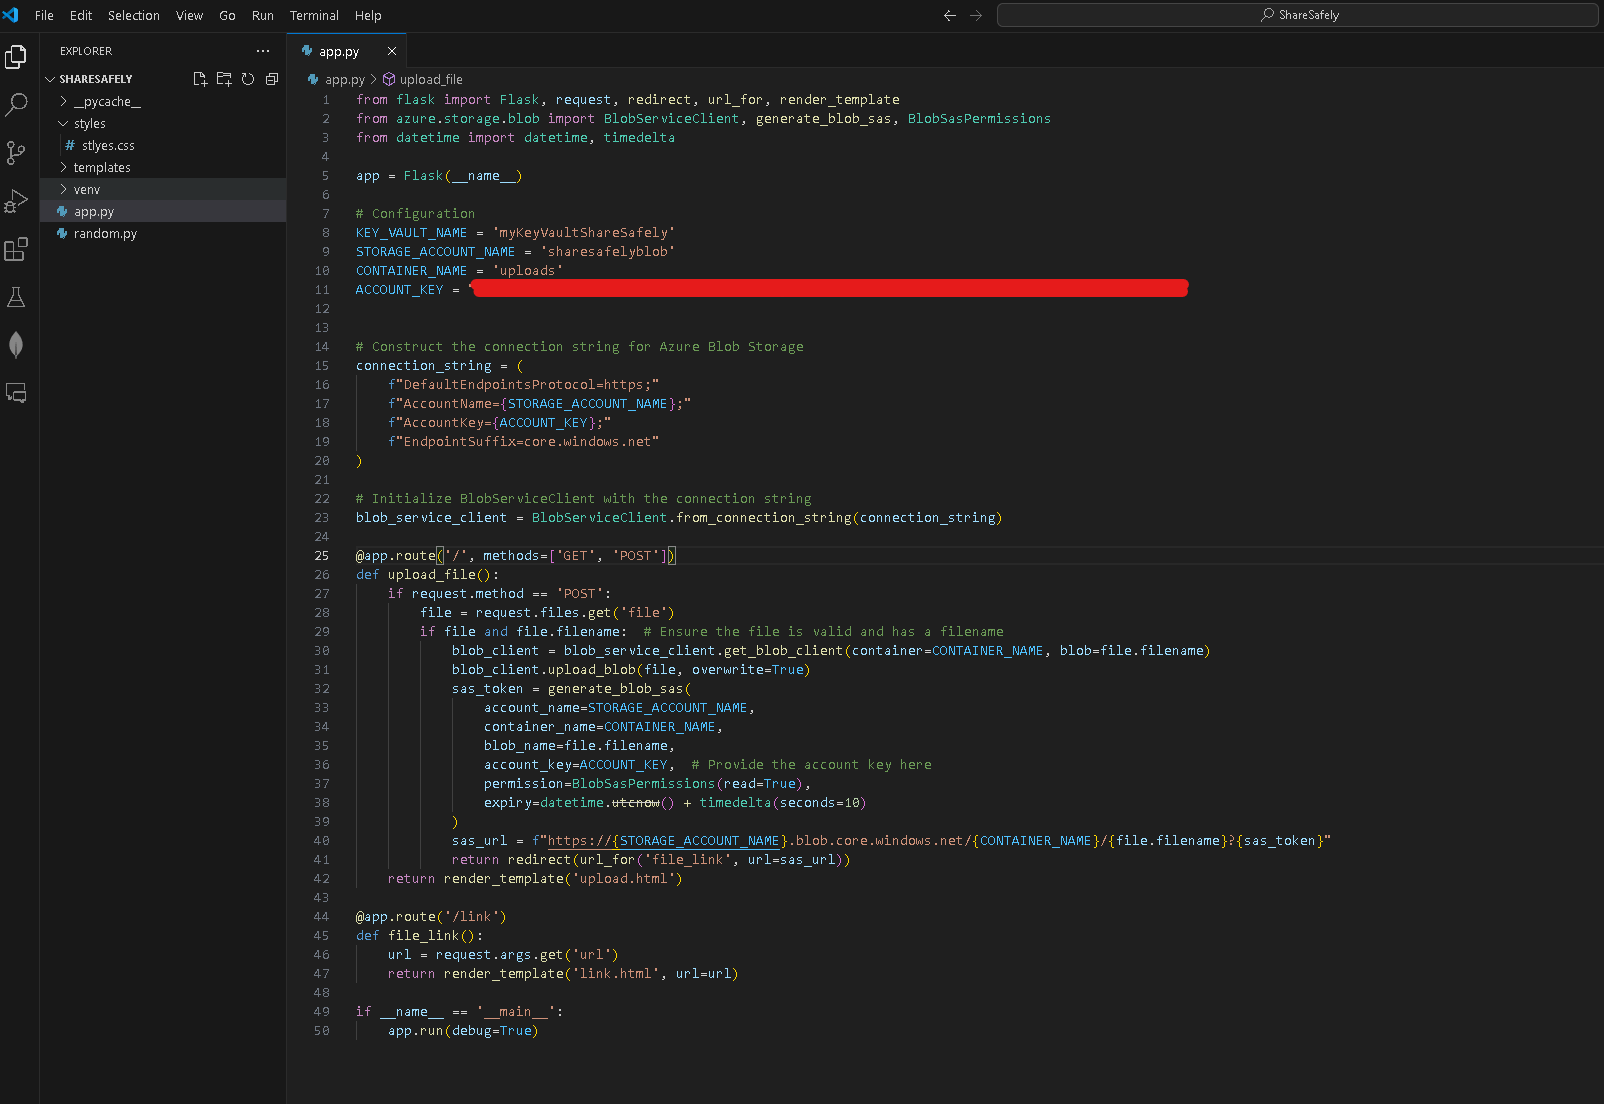 File Edit Selection View Go Run Terminal Help
ShareSafely
EXPLORER
SHARESAFELY
__pycache__
styles
# stlyes.css
templates
venv
app.py
random.py
app.py
app.py > upload_file
1 from flask import Flask, request, redirect, url_for, render_template
2 from azure.storage.blob import BlobServiceClient, generate_blob_sas, BlobSasPermissions
3 from datetime import datetime, timedelta
4
5 app = Flask(__name__)
6
7 # Configuration
8 KEY_VAULT_NAME = 'myKeyVaultShareSafely'
9 STORAGE_ACCOUNT_NAME = 'sharesafelyblob'
10 CONTAINER_NAME = 'uploads'
11 ACCOUNT_KEY = '
12
13
14 # Construct the connection string for Azure Blob Storage
15 connection_string = (
16     f"DefaultEndpointsProtocol=https;"
17     f"AccountName={STORAGE_ACCOUNT_NAME};"
18     f"AccountKey={ACCOUNT_KEY};"
19     f"EndpointSuffix=core.windows.net"
20 )
21
22 # Initialize BlobServiceClient with the connection string
23 blob_service_client = BlobServiceClient.from_connection_string(connection_string)
24
25 @app.route('/', methods=['GET', 'POST'])
26 def upload_file():
27     if request.method == 'POST':
28         file = request.files.get('file')
29         if file and file.filename:  # Ensure the file is valid and has a filename
30             blob_client = blob_service_client.get_blob_client(container=CONTAINER_NAME, blob=file.filename)
31             blob_client.upload_blob(file, overwrite=True)
32             sas_token = generate_blob_sas(
33                 account_name=STORAGE_ACCOUNT_NAME,
34                 container_name=CONTAINER_NAME,
35                 blob_name=file.filename,
36                 account_key=ACCOUNT_KEY,  # Provide the account key here
37                 permission=BlobSasPermissions(read=True),
38                 expiry=datetime.utcnow() + timedelta(seconds=10)
39             )
40             sas_url = f"https://{STORAGE_ACCOUNT_NAME}.blob.core.windows.net/{CONTAINER_NAME}/{file.filename}?{sas_token}"
41             return redirect(url_for('file_link', url=sas_url))
42     return render_template('upload.html')
43
44 @app.route('/link')
45 def file_link():
46     url = request.args.get('url')
47     return render_template('link.html', url=url)
48
49 if __name__ == '__main__':
50     app.run(debug=True)